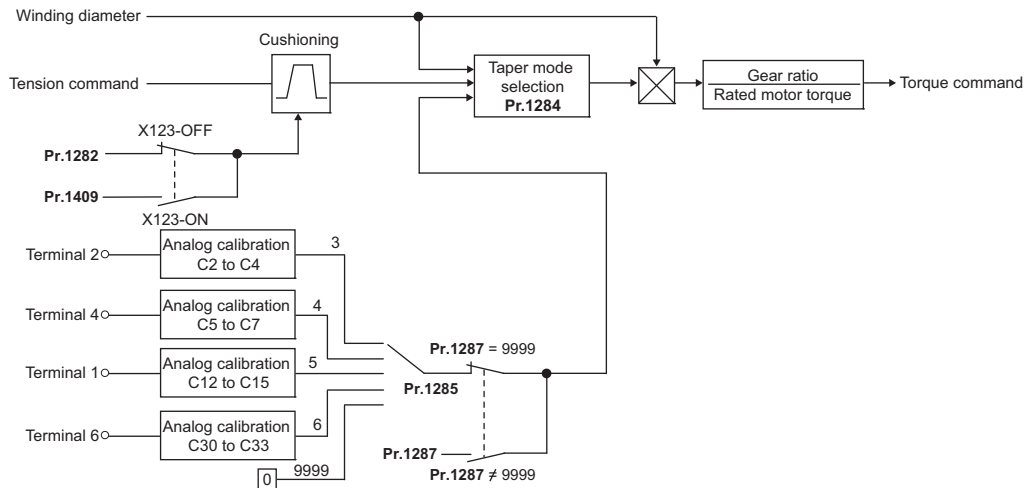 Winding diameter
Cushioning
Tension command
Taper mode
selection
Pr.1284
Gear ratio
Rated motor torque
Torque command
X123-OFF
Pr.1282
Pr.1409
X123-ON
Terminal 2
Analog calibration
C2 to C4
3
Terminal 4
Analog calibration
C5 to C7
4
Terminal 1
Analog calibration
C12 to C15
5
Terminal 6
Analog calibration
C30 to C33
6
0
9999
Pr.1285
Pr.1287 = 9999
Pr.1287
Pr.1287 ≠ 9999